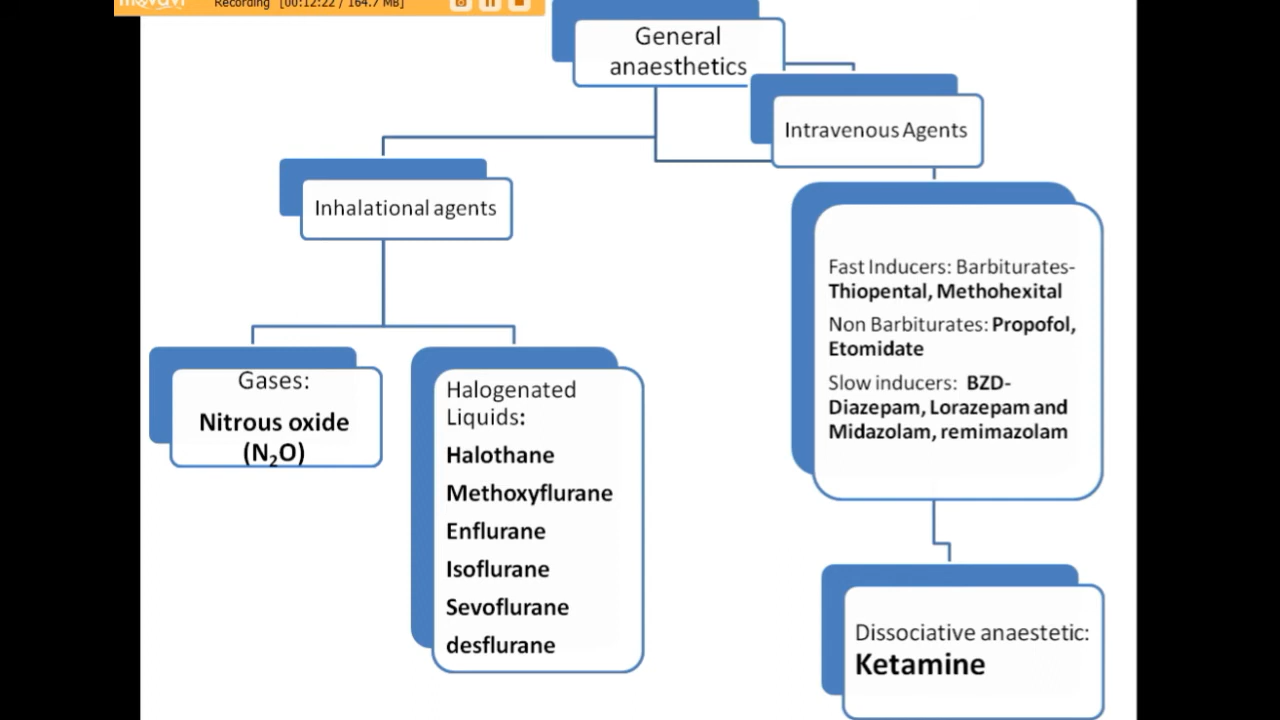 movavi Recording [00:12:22 / 164.7 MB]
General
anaesthetics
Intravenous Agents
Inhalational agents
Fast Inducers: Barbiturates-
Thiopental, Methohexital
Non Barbiturates: Propofol,
Etomidate
Slow inducers: BZD-
Diazepam, Lorazepam and
Midazolam, remimazolam
Gases:
Nitrous oxide
(N₂O)
Halogenated
Liquids:
Halothane
Methoxyflurane
Enflurane
Isoflurane
Sevoflurane
desflurane
Dissociative anaestetic:
Ketamine